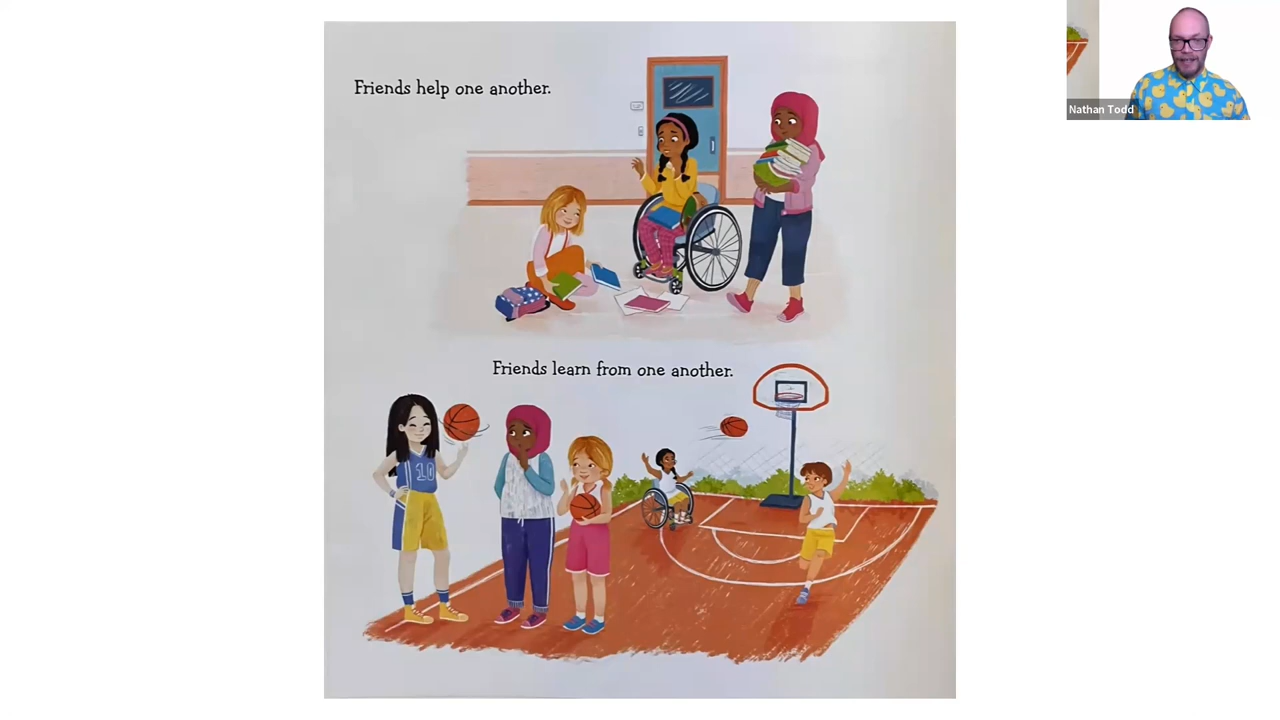 Friends help one another.
Nathan Todd
Friends learn from one another.
10